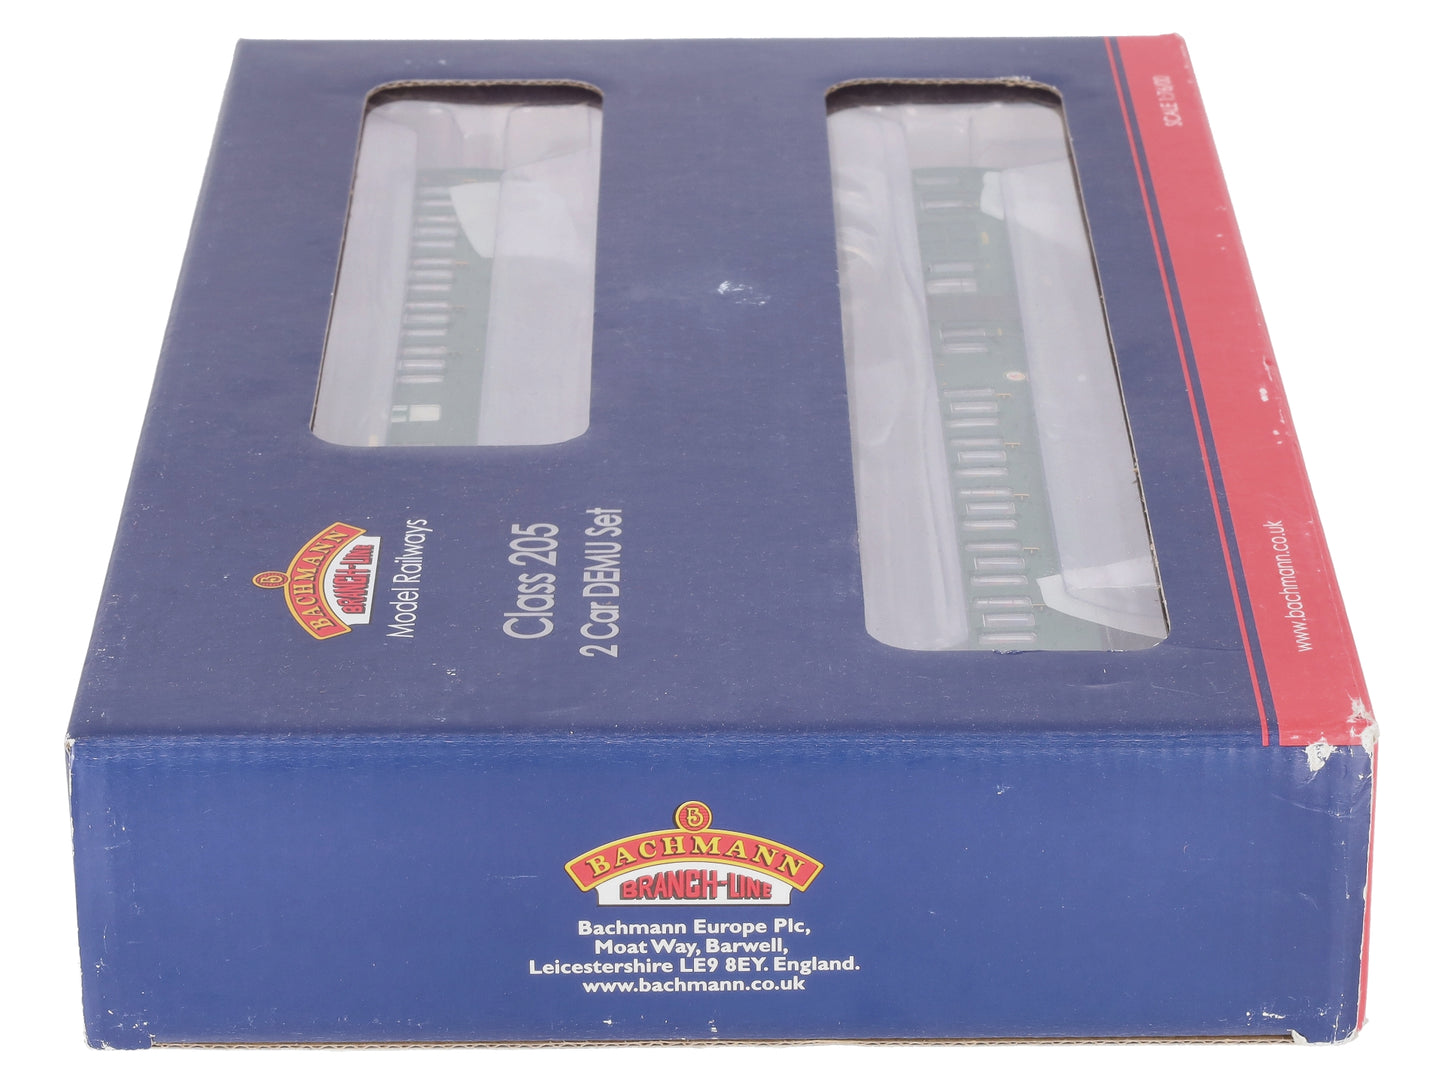 SCALE 1:76/OO
BACHMANN
BRANCH-LINE
Model Railways
Class 205
2 Car DEMU Set
www.bachmann.co.uk
B
BACHMANN
BRANCH-LINE
Bachmann Europe Plc,
Moat Way, Barwell,
Leicestershire LE9 8EY. England.
www.bachmann.co.uk